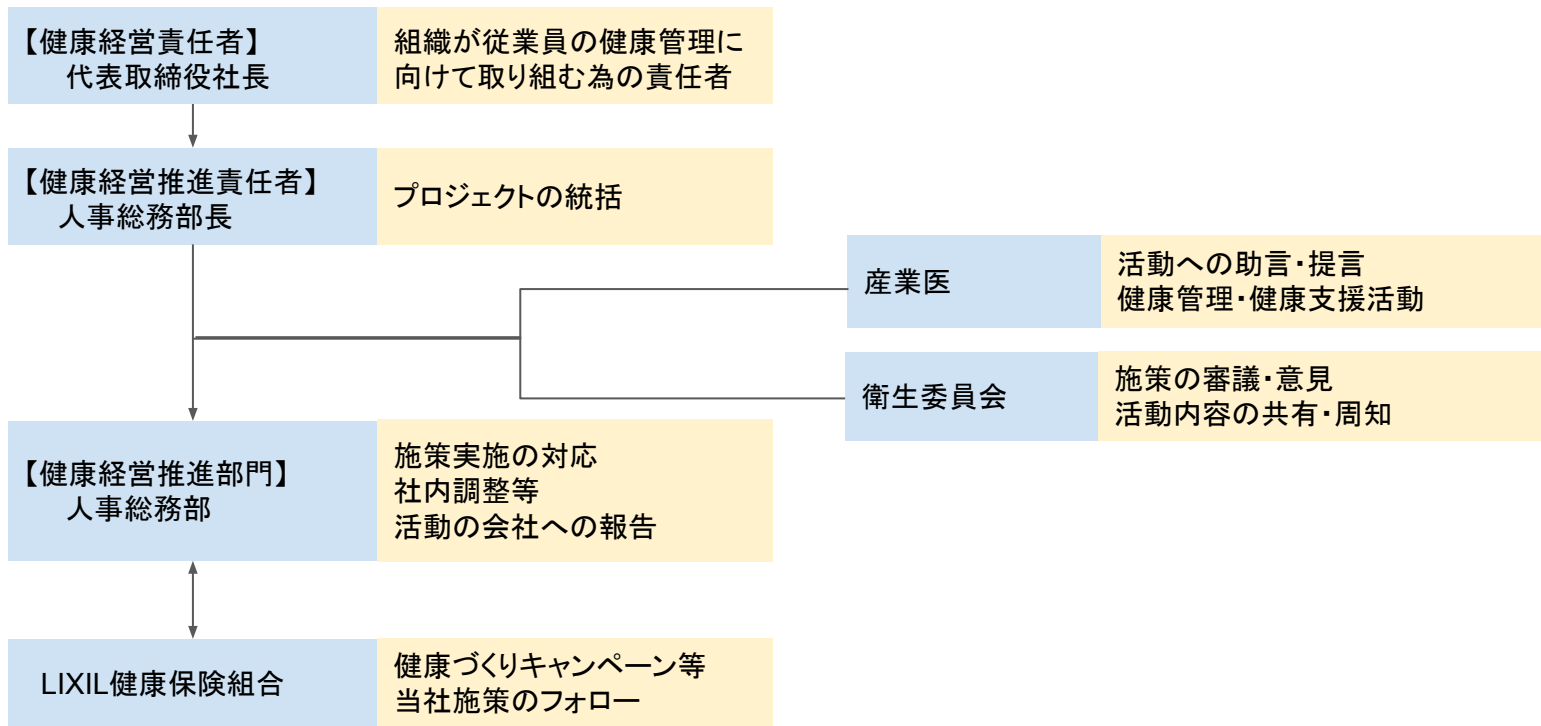 【健康経営責任者】
代表取締役社長
組織が従業員の健康管理に
向けて取り組む為の責任者
【健康経営推進責任者】
人事総務部長
プロジェクトの統括
産業医
活動への助言・提言
健康管理・健康支援活動
衛生委員会
施策の審議・意見
活動内容の共有・周知
【健康経営推進部門】
人事総務部
施策実施の対応
社内調整等
活動の会社への報告
LIXIL健康保険組合
健康づくりキャンペーン等
当社施策のフォロー